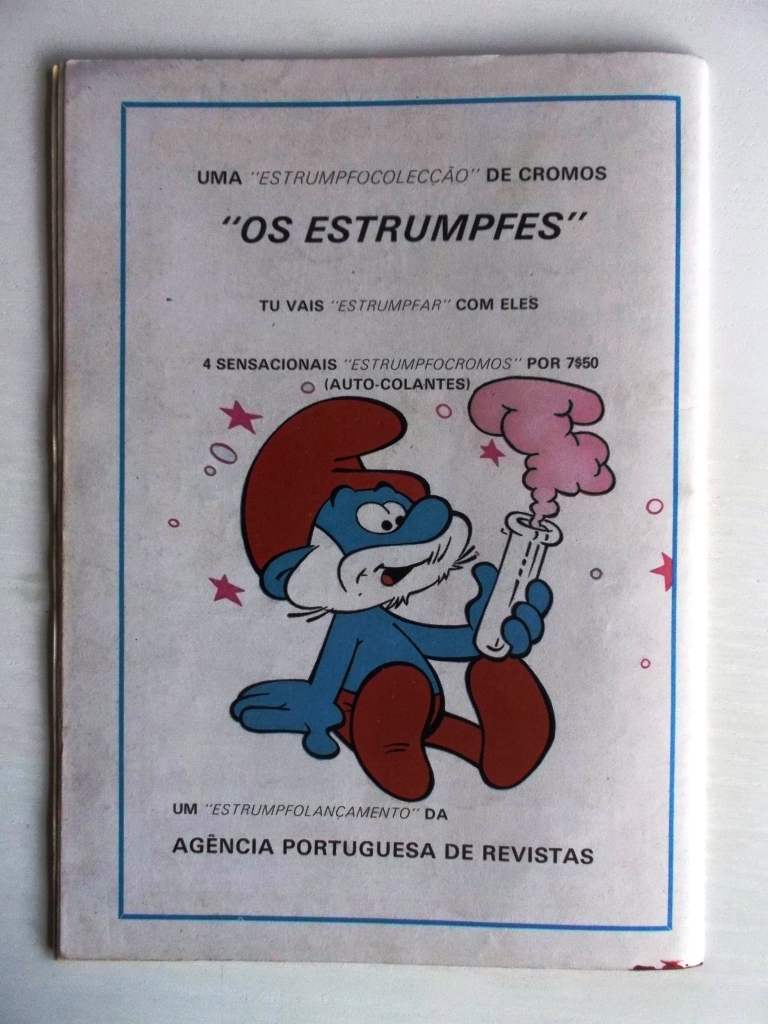 UMA "ESTRUMPFOCOLECÇÃO" DE CROMOS
"OS ESTRUMPFES"
TU VAIS "ESTRUMPFAR" COM ELES
4 SENSACIONAIS "ESTRUMPFOCROMOS" POR 7$50
(AUTO-COLANTES)
UM "ESTRUMPFOLANÇAMENTO" DA
AGÊNCIA PORTUGUESA DE REVISTAS